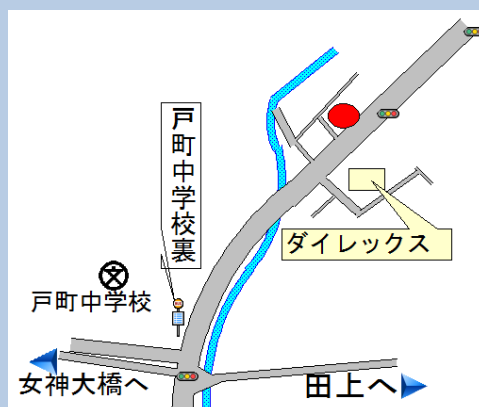 戸町中学校裏
ダイレックス
戸町中学校
女神大橋へ
田上へ